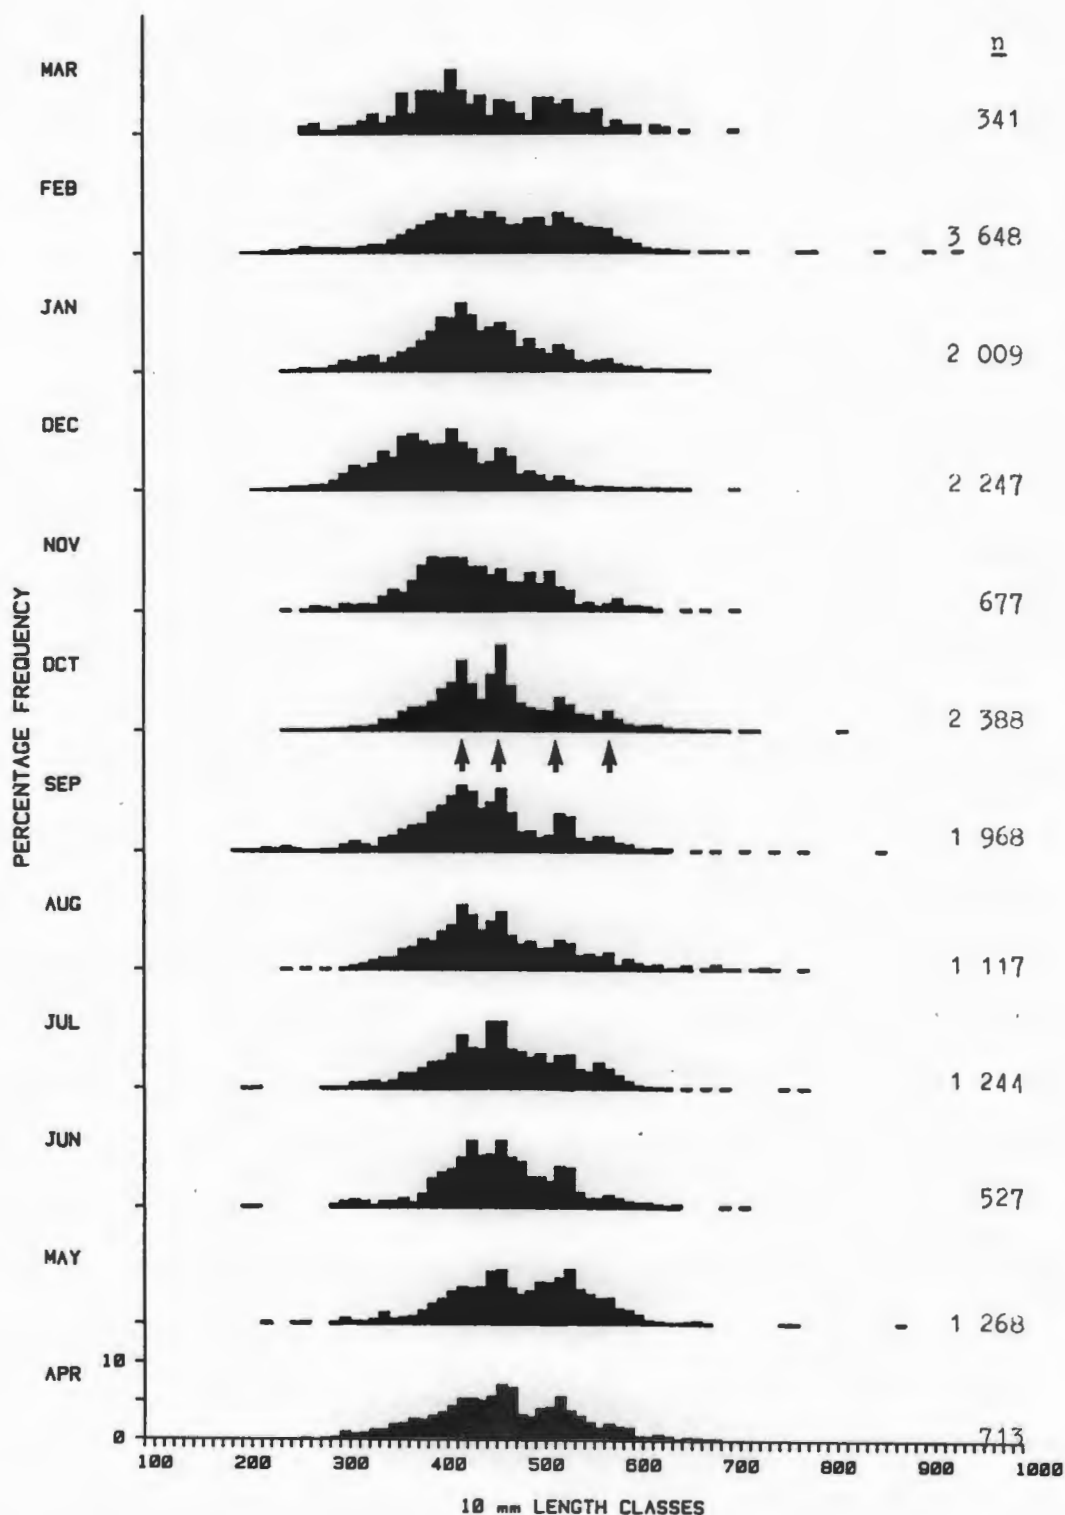 n
MAR
341
FEB
3 648
JAN
2 009
DEC
2 247
NOV
677
OCT
2 388
SEP
1 968
AUG
1 117
JUL
1 244
JUN
527
MAY
1 268
APR
713
10
0
PERCENTAGE FREQUENCY
100 200 300 400 500 600 700 800 900 1000
10 mm LENGTH CLASSES